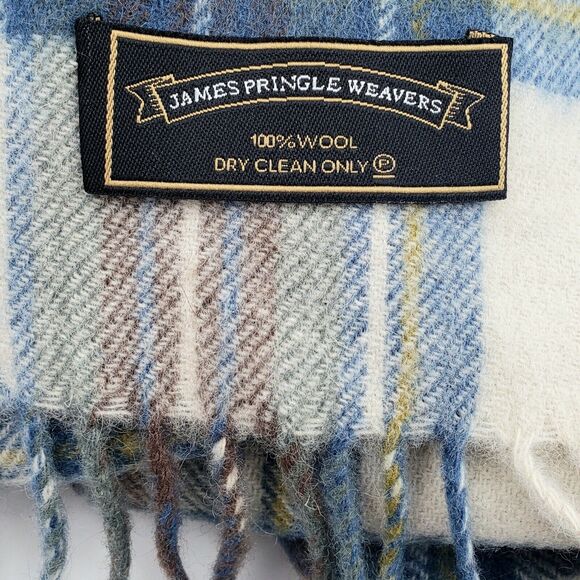 JAMES PRINGLE WEAVERS
100% WOOL
DRY CLEAN ONLY Ⓟ